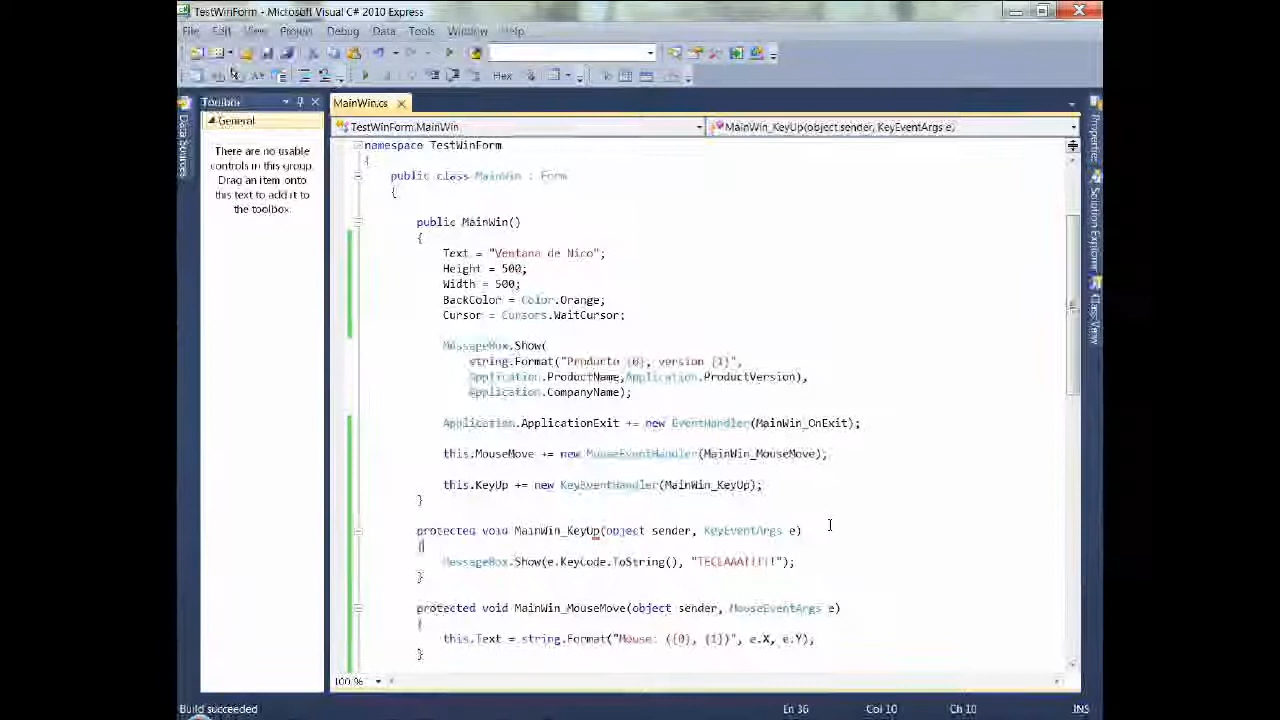 TestWinForm - Microsoft Visual C# 2010 Express
File Edit View Project Debug Data Tools Window Help
Hex
Toolbox
MainWin.cs
General
TestWinForm.MainWin
MainWin_KeyUp(object sender, KeyEventArgs e)
There are no usable
controls in this group.
Drag an item onto
this text to add it to
the toolbox.
Data Sources
Properties
Solution Explorer
Class View
namespace TestWinForm
{
public class MainWin : Form
{
public MainWin()
{
Text = "Ventana de Nico";
Height = 500;
Width = 500;
BackColor = Color.Orange;
Cursor = Cursors.WaitCursor;
MessageBox.Show(
string.Format("Producto {0}, version {1}",
Application.ProductName,Application.ProductVersion),
Application.CompanyName);
Application.ApplicationExit += new EventHandler(MainWin_OnExit);
this.MouseMove += new MouseEventHandler(MainWin_MouseMove);
this.KeyUp += new KeyEventHandler(MainWin_KeyUp);
}
protected void MainWin_KeyUp(object sender, KeyEventArgs e)
{
MessageBox.Show(e.KeyCode.ToString(), "TECLAAA!!!!!");
}
protected void MainWin_MouseMove(object sender, MouseEventArgs e)
{
this.Text = string.Format("Mouse: ({0}, {1})", e.X, e.Y);
}
100 %
Build succeeded
Ln 36
Col 10
Ch 10
INS